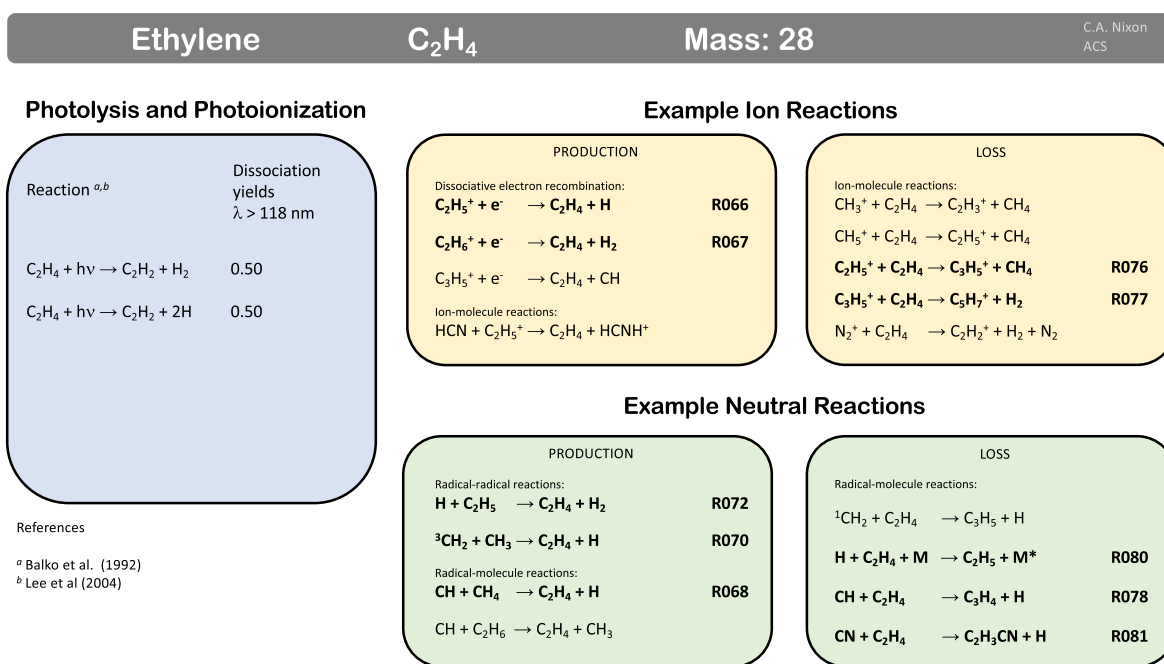 Ethylene C₂H₄ Mass: 28 C.A. Nixon
ACS
Photolysis and Photoionization
Reaction ᵃ,ᵇ
Dissociation
yields
λ > 118 nm
C₂H₄ + hν → C₂H₂ + H₂ 0.50
C₂H₄ + hν → C₂H₂ + 2H 0.50
References
ᵃ Balko et al. (1992)
ᵇ Lee et al (2004)
Example Ion Reactions
PRODUCTION
Dissociative electron recombination:
C₂H₅⁺ + e⁻ → C₂H₄ + H R066
C₂H₆⁺ + e⁻ → C₂H₄ + H₂ R067
C₃H₅⁺ + e⁻ → C₂H₄ + CH
Ion-molecule reactions:
HCN + C₂H₅⁺ → C₂H₄ + HCNH⁺
LOSS
Ion-molecule reactions:
CH₃⁺ + C₂H₄ → C₂H₃⁺ + CH₄
CH₅⁺ + C₂H₄ → C₂H₅⁺ + CH₄
C₂H₅⁺ + C₂H₄ → C₃H₅⁺ + CH₄ R076
C₃H₅⁺ + C₂H₄ → C₅H₇⁺ + H₂ R077
N₂⁺ + C₂H₄ → C₂H₂⁺ + H₂ + N₂
Example Neutral Reactions
PRODUCTION
Radical-radical reactions:
H + C₂H₅ → C₂H₄ + H₂ R072
³CH₂ + CH₃ → C₂H₄ + H R070
Radical-molecule reactions:
CH + CH₄ → C₂H₄ + H R068
CH + C₂H₆ → C₂H₄ + CH₃
LOSS
Radical-molecule reactions:
¹CH₂ + C₂H₄ → C₃H₅ + H
H + C₂H₄ + M → C₂H₅ + M* R080
CH + C₂H₄ → C₃H₄ + H R078
CN + C₂H₄ → C₂H₃CN + H R081